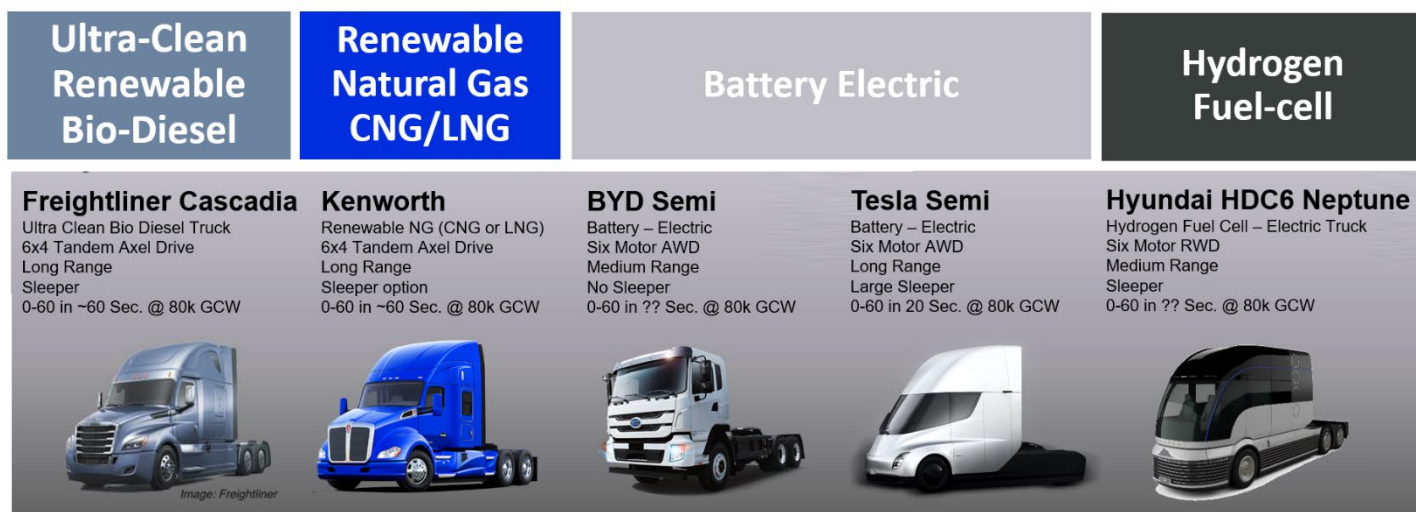 Ultra-Clean
Renewable
Bio-Diesel
Renewable
Natural Gas
CNG/LNG
Battery Electric
Hydrogen
Fuel-cell
Freightliner Cascadia
Ultra Clean Bio Diesel Truck
6x4 Tandem Axel Drive
Long Range
Sleeper
0-60 in ~60 Sec. @ 80k GCW
Image: Freightliner
Kenworth
Renewable NG (CNG or LNG)
6x4 Tandem Axel Drive
Long Range
Sleeper option
0-60 in ~60 Sec. @ 80k GCW
BYD Semi
Battery – Electric
Six Motor AWD
Medium Range
No Sleeper
0-60 in ?? Sec. @ 80k GCW
Tesla Semi
Battery – Electric
Six Motor AWD
Long Range
Large Sleeper
0-60 in 20 Sec. @ 80k GCW
Hyundai HDC6 Neptune
Hydrogen Fuel Cell – Electric Truck
Six Motor RWD
Medium Range
Sleeper
0-60 in ?? Sec. @ 80k GCW